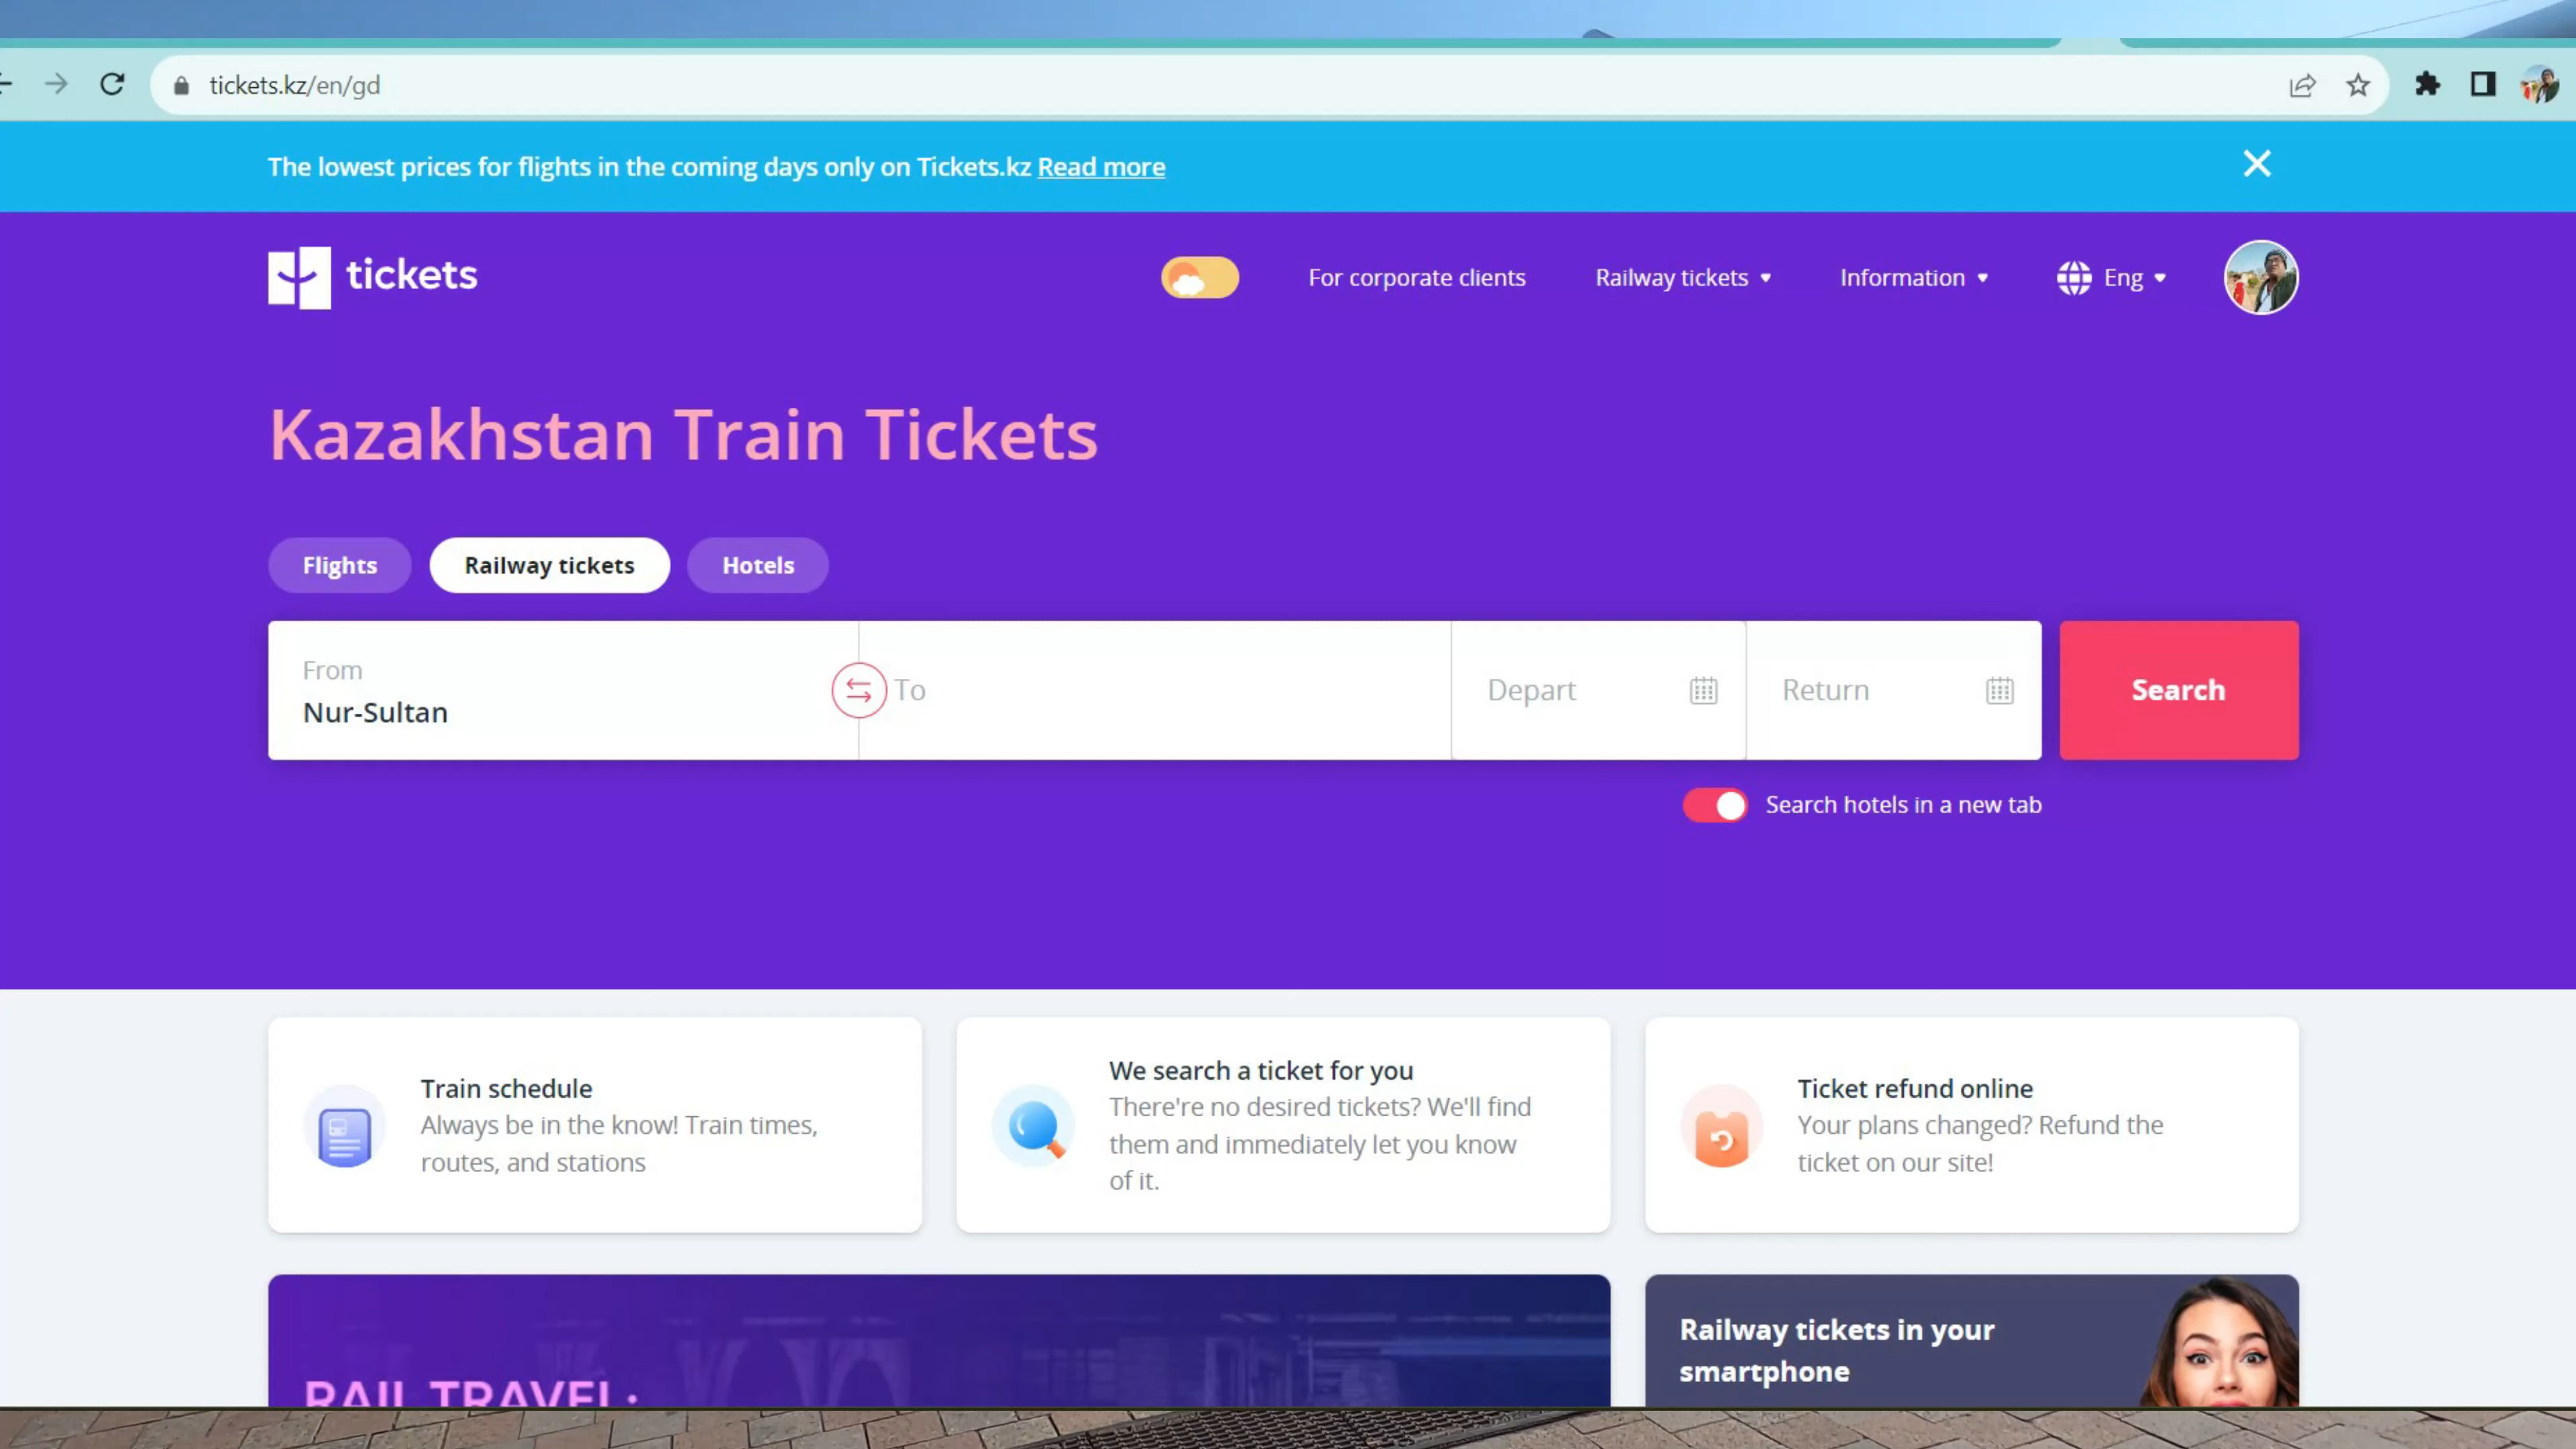 tickets.kz/en/gd
The lowest prices for flights in the coming days only on Tickets.kz Read more
tickets
For corporate clients
Railway tickets
Information
Eng
Kazakhstan Train Tickets
Flights
Railway tickets
Hotels
From
Nur-Sultan
To
Depart
Return
Search
Search hotels in a new tab
Train schedule
Always be in the know! Train times,
routes, and stations
We search a ticket for you
There're no desired tickets? We'll find
them and immediately let you know
of it.
Ticket refund online
Your plans changed? Refund the
ticket on our site!
RAIL TRAVEL:
Railway tickets in your
smartphone